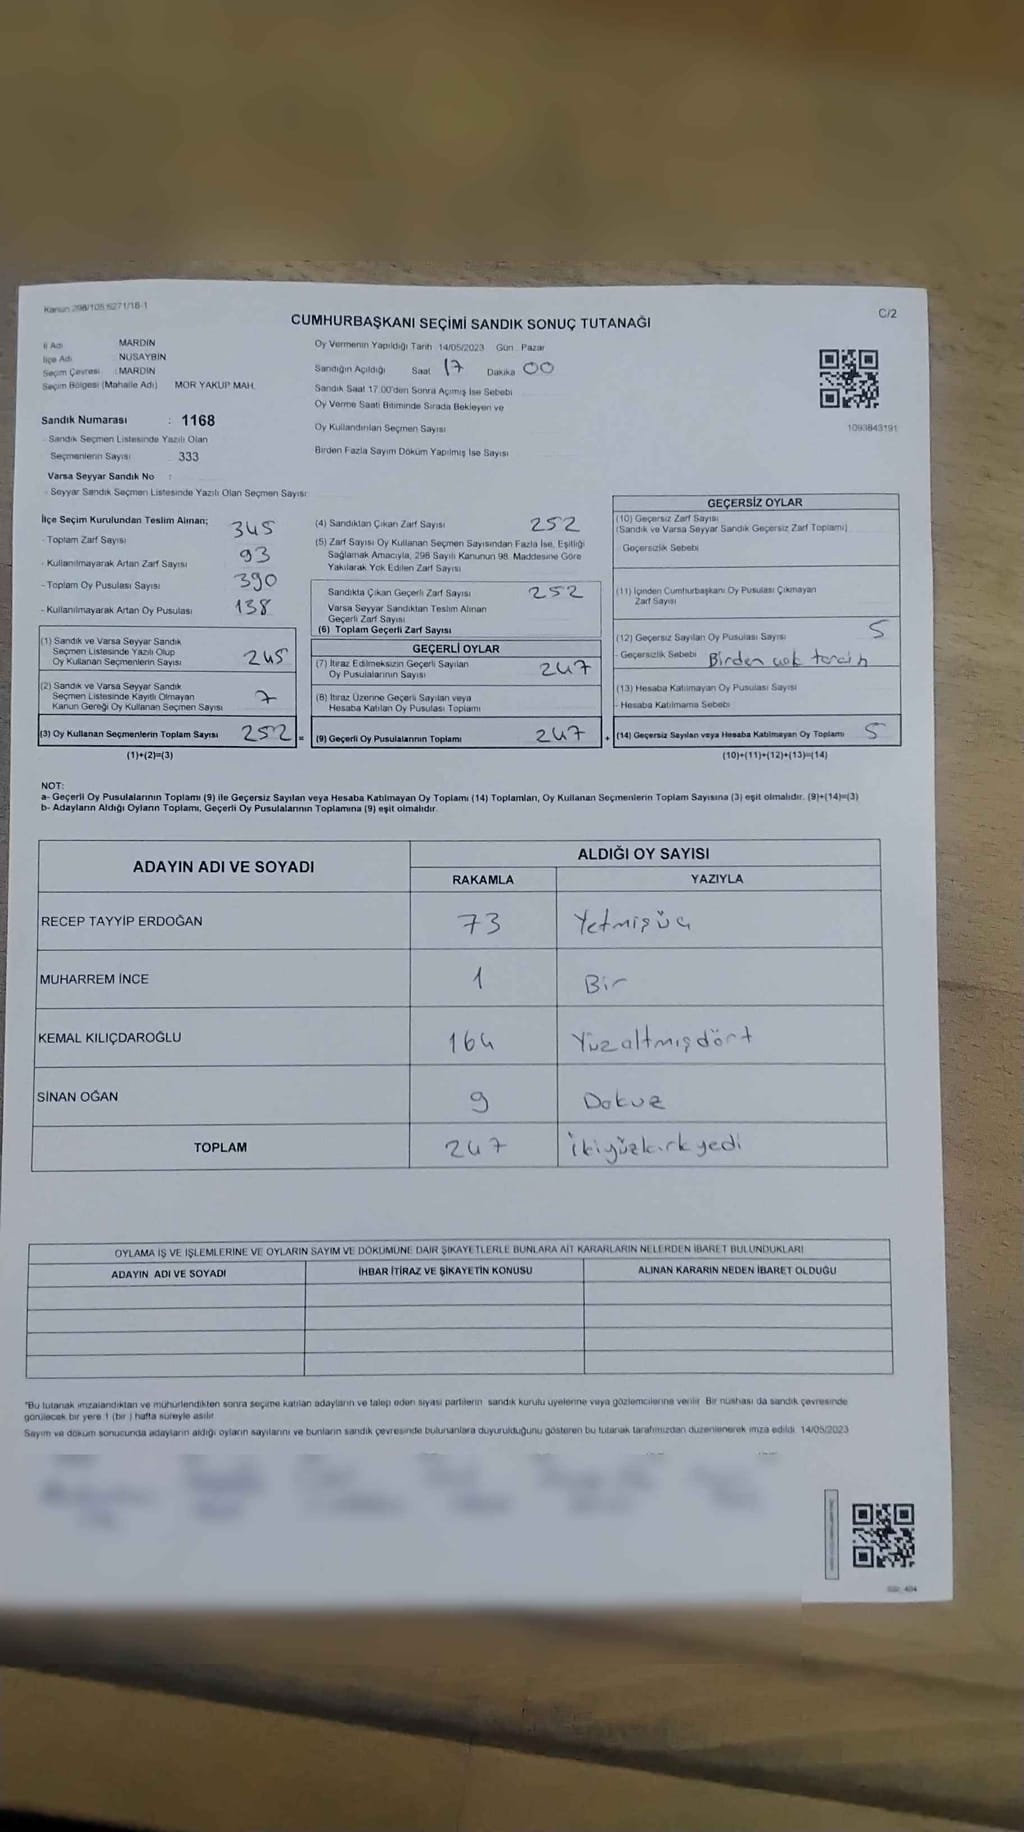 Kanun 298/105,6271/16-1
C/2
CUMHURBAŞKANI SEÇİMİ SANDIK SONUÇ TUTANAĞI
İl Adı MARDİN
İlçe Adı NUSAYBİN
Seçim Çevresi : MARDİN
Seçim Bölgesi (Mahalle Adı) MOR YAKUP MAH.
Oy Vermenin Yapıldığı Tarih 14/05/2023 Gün Pazar
Sandığın Açıldığı Saat 17 Dakika 00
Sandık Saat 17.00'den Sonra Açımış İse Sebebi
Oy Verme Saati Bitiminde Sırada Bekleyen ve
Oy Kullandırılan Seçmen Sayısı
Birden Fazla Sayım Döküm Yapılmış İse Sayısı
1093843191
Sandık Numarası : 1168
- Sandık Seçmen Listesinde Yazılı Olan
Seçmenlerin Sayısı 333
Varsa Seyyar Sandık No :
- Seyyar Sandık Seçmen Listesinde Yazılı Olan Seçmen Sayısı:
İlçe Seçim Kurulundan Teslim Alınan;
- Toplam Zarf Sayısı 345
- Kullanılmayarak Artan Zarf Sayısı 93
- Toplam Oy Pusulası Sayısı 390
- Kullanılmayarak Artan Oy Pusulası 138
(1) Sandık ve Varsa Seyyar Sandık
Seçmen Listesinde Yazılı Olup
Oy Kullanan Seçmenlerin Sayısı 245
(2) Sandık ve Varsa Seyyar Sandık
Seçmen Listesinde Kayıtlı Olmayan
Kanun Gereği Oy Kullanan Seçmen Sayısı 7
(3) Oy Kullanan Seçmenlerin Toplam Sayısı 252 =
(1)+(2)=(3)
(4) Sandıktan Çıkan Zarf Sayısı 252
(5) Zarf Sayısı Oy Kullanan Seçmen Sayısından Fazla İse, Eşitliği
Sağlamak Amacıyla, 298 Sayılı Kanunun 98. Maddesine Göre
Yakılarak Yok Edilen Zarf Sayısı
Sandıkta Çıkan Geçerli Zarf Sayısı 252
Varsa Seyyar Sandıktan Teslim Alınan
Geçerli Zarf Sayısı
(6) Toplam Geçerli Zarf Sayısı
GEÇERLİ OYLAR
(7) İtiraz Edilmeksizin Geçerli Sayılan
Oy Pusulalarının Sayısı 247
(8) İtiraz Üzerine Geçerli Sayılan veya
Hesaba Katılan Oy Pusulası Toplamı
(9) Geçerli Oy Pusulalarının Toplamı 247 +
GEÇERSİZ OYLAR
(10) Geçersiz Zarf Sayısı
(Sandık ve Varsa Seyyar Sandık Geçersiz Zarf Toplamı)
Geçersizlik Sebebi
(11) İçinden Cumhurbaşkanı Oy Pusulası Çıkmayan
Zarf Sayısı
(12) Geçersiz Sayılan Oy Pusulası Sayısı 5
- Geçersizlik Sebebi Birden çok tercih
(13) Hesaba Katılmayan Oy Pusulası Sayısı
- Hesaba Katılmama Sebebi
(14) Geçersiz Sayılan veya Hesaba Katılmayan Oy Toplamı 5
(10)+(11)+(12)+(13)=(14)
NOT:
a- Geçerli Oy Pusulalarının Toplamı (9) ile Geçersiz Sayılan veya Hesaba Katılmayan Oy Toplamı (14) Toplamları, Oy Kullanan Seçmenlerin Toplam Sayısına (3) eşit olmalıdır. (9)+(14)=(3)
b- Adayların Aldığı Oyların Toplamı, Geçerli Oy Pusulalarının Toplamına (9) eşit olmalıdır.
ADAYIN ADI VE SOYADI
ALDIĞI OY SAYISI
RAKAMLA YAZIYLA
RECEP TAYYİP ERDOĞAN 73 Yetmişüç
MUHARREM İNCE 1 Bir
KEMAL KILIÇDAROĞLU 164 Yüzaltmışdört
SİNAN OĞAN 9 Dokuz
TOPLAM 247 İkiyüzkırkyedi
OYLAMA İŞ VE İŞLEMLERİNE VE OYLARIN SAYIM VE DÖKÜMÜNE DAİR ŞİKAYETLERLE BUNLARA AİT KARARLARIN NELERDEN İBARET BULUNDUKLARI
ADAYIN ADI VE SOYADI İHBAR İTİRAZ VE ŞİKAYETİN KONUSU ALINAN KARARIN NEDEN İBARET OLDUĞU
"Bu tutanak imzalandıktan ve mühürlendikten sonra seçime katılan adayların ve talep eden siyasi partilerin sandık kurulu üyelerine veya gözlemcilerine verilir. Bir nüshası da sandık çevresinde
görülecek bir yere 1 (bir) hafta süreyle asılır.
Sayım ve döküm sonucunda adayların aldığı oyların sayılarını ve bunların sandık çevresinde bulunanlara duyurulduğunu gösteren bu tutanak tarafımızdan düzenlenerek imza edildi. 14/05/2023